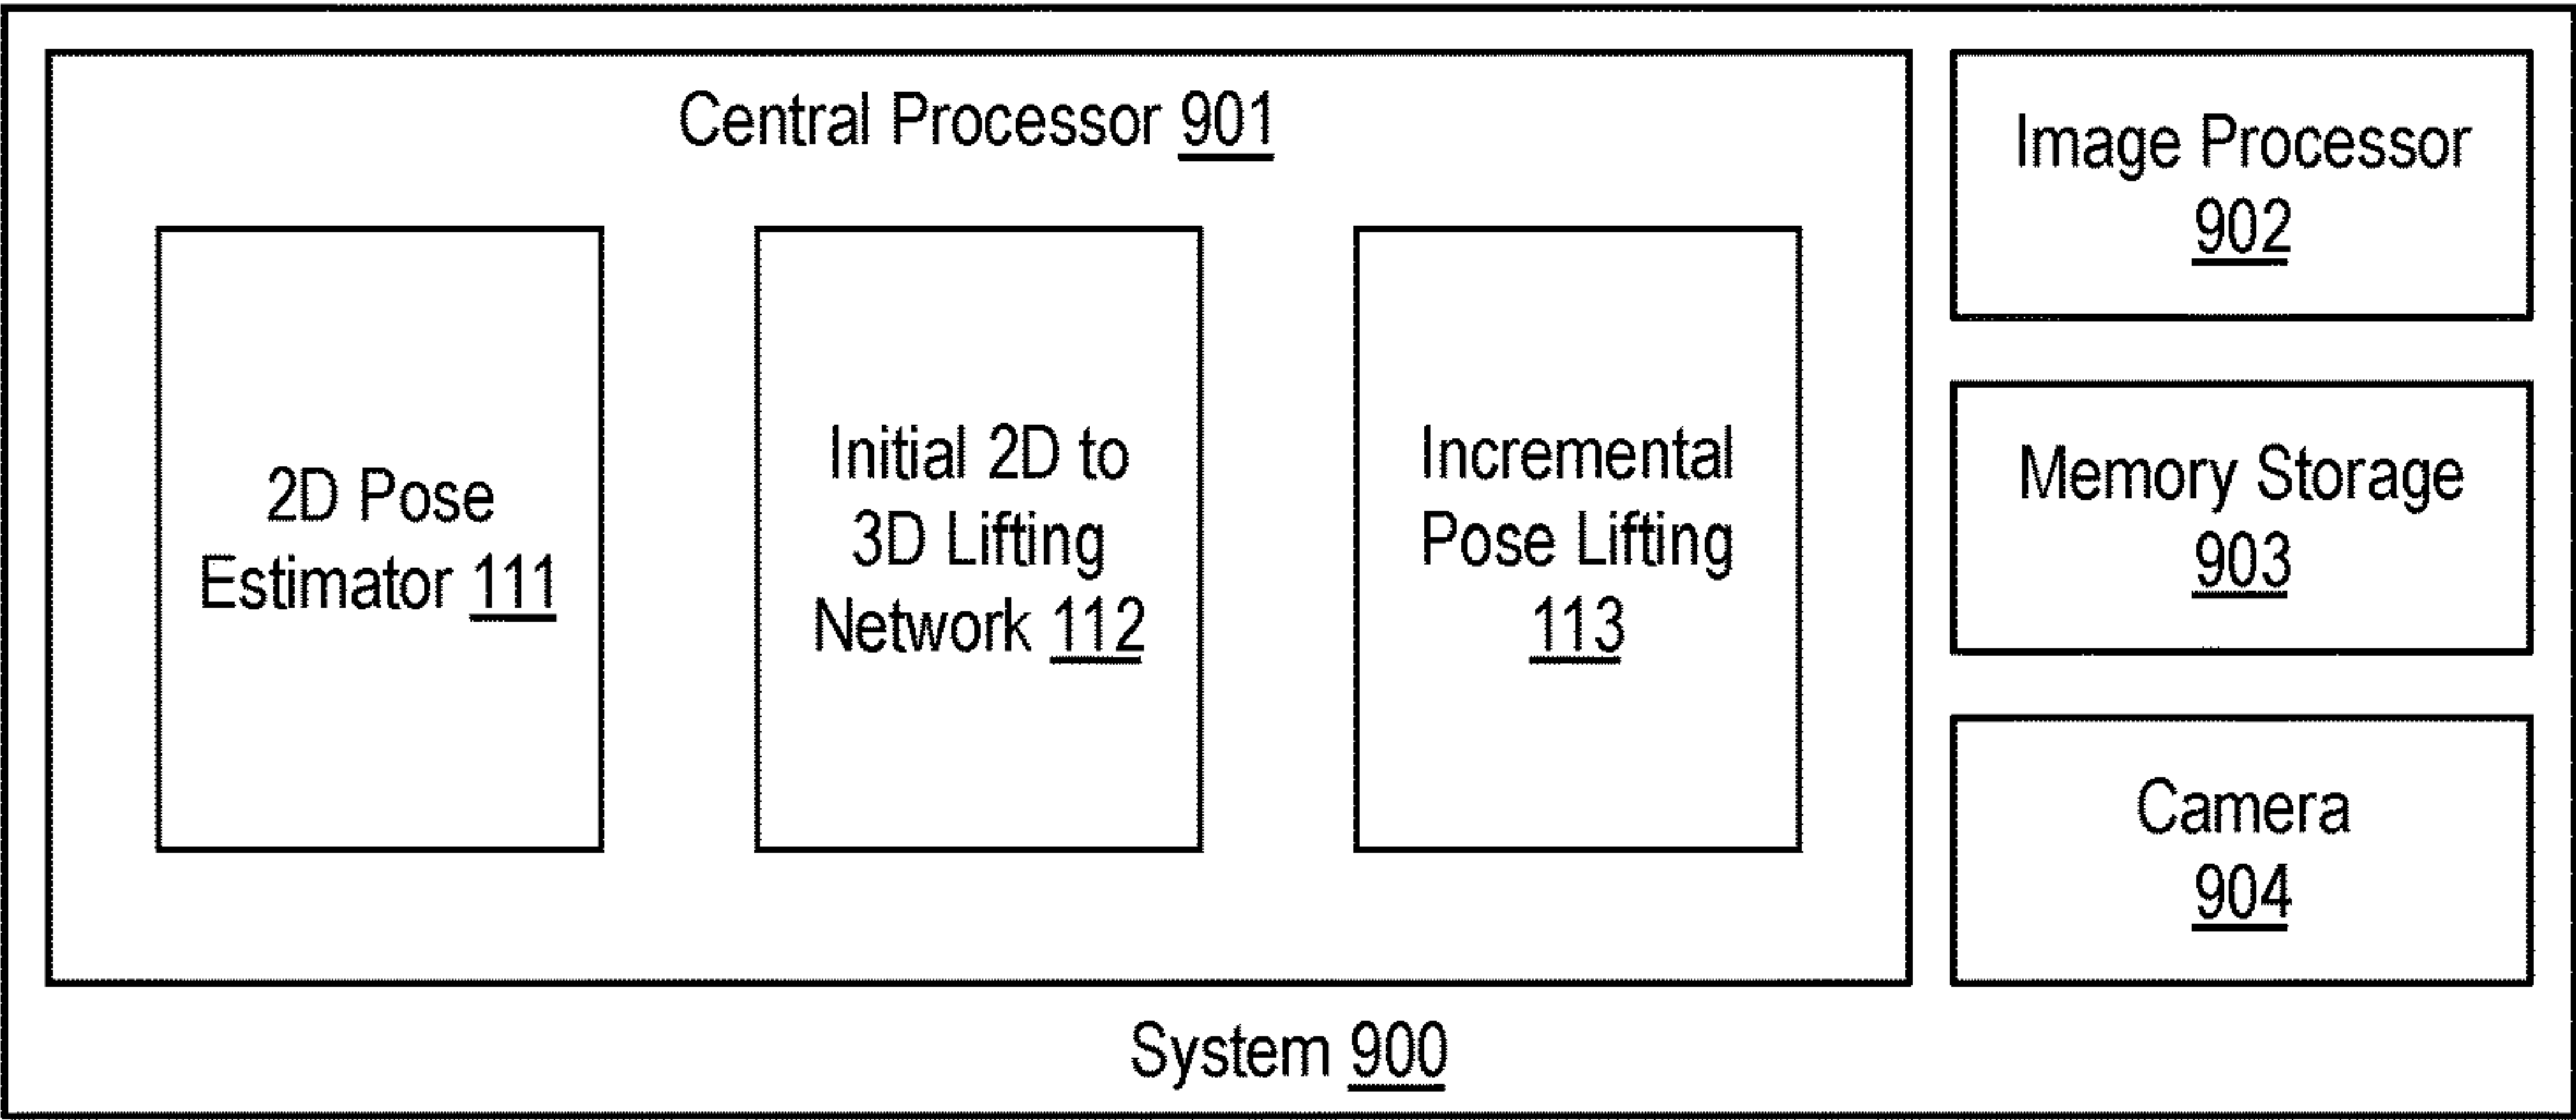 Central Processor 901
2D Pose
Estimator 111
Initial 2D to
3D Lifting
Network 112
Incremental
Pose Lifting
113
Image Processor
902
Memory Storage
903
Camera
904
System 900